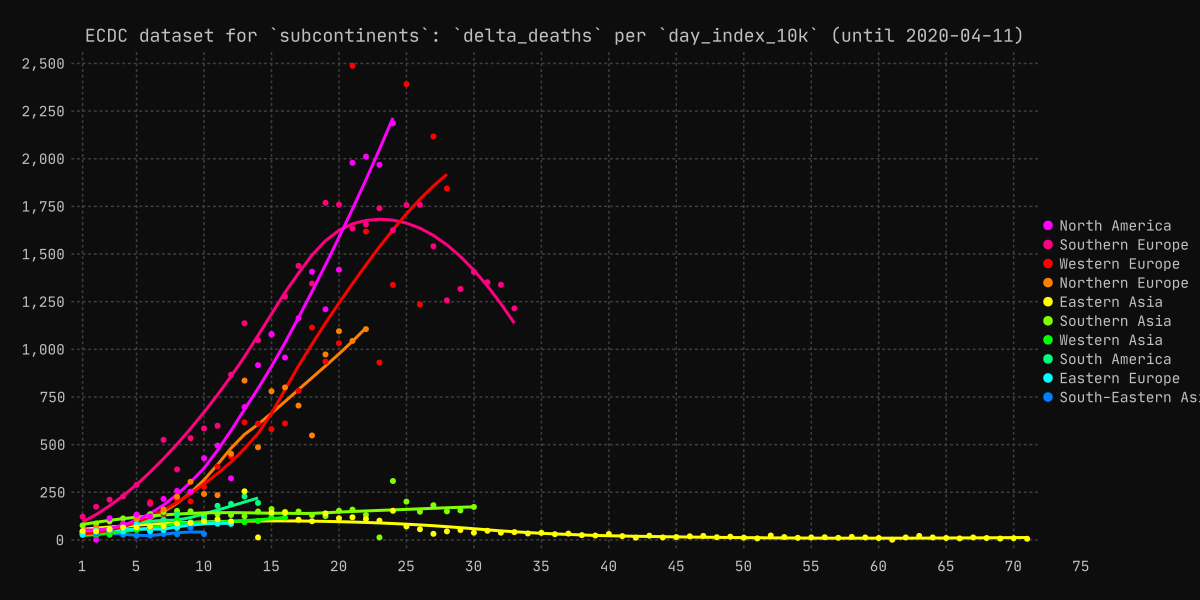 ECDC dataset for `subcontinents`: `delta_deaths` per `day_index_10k` (until 2020-04-11)
2,500
2,250
2,000
1,750
1,500
1,250
1,000
750
500
250
0
1 5 10 15 20 25 30 35 40 45 50 55 60 65 70 75
North America
Southern Europe
Western Europe
Northern Europe
Eastern Asia
Southern Asia
Western Asia
South America
Eastern Europe
South-Eastern Asi